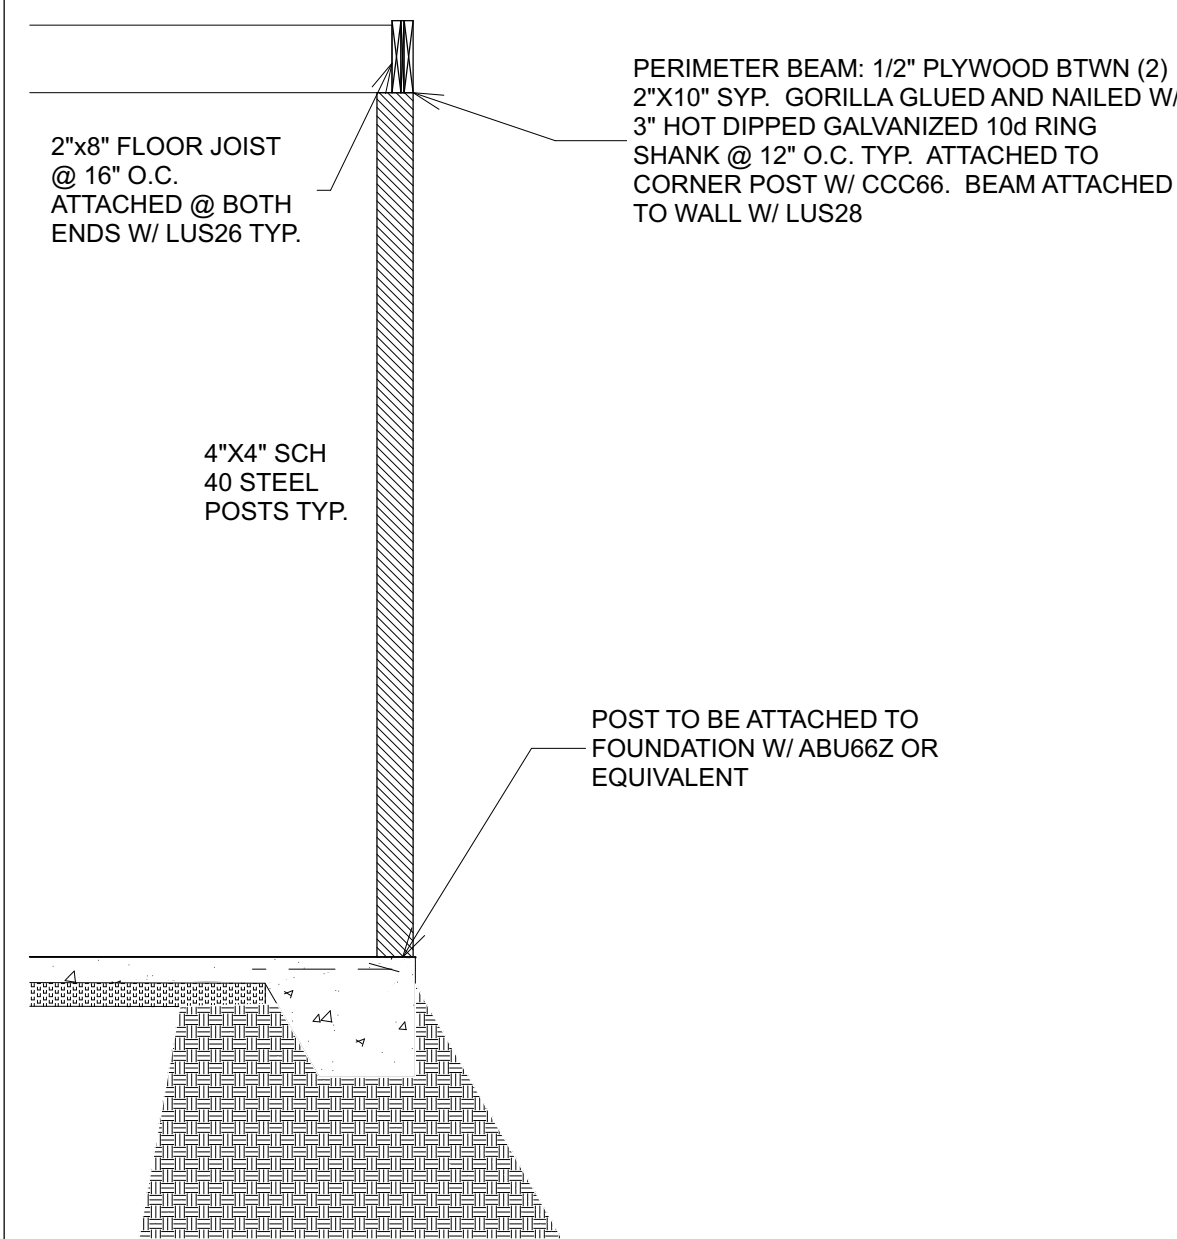 PERIMETER BEAM: 1/2" PLYWOOD BTWN (2)
2"X10" SYP. GORILLA GLUED AND NAILED W/
3" HOT DIPPED GALVANIZED 10d RING
SHANK @ 12" O.C. TYP. ATTACHED TO
CORNER POST W/ CCC66. BEAM ATTACHED
TO WALL W/ LUS28
2"x8" FLOOR JOIST
@ 16" O.C.
ATTACHED @ BOTH
ENDS W/ LUS26 TYP.
4"X4" SCH
40 STEEL
POSTS TYP.
POST TO BE ATTACHED TO
FOUNDATION W/ ABU66Z OR
EQUIVALENT